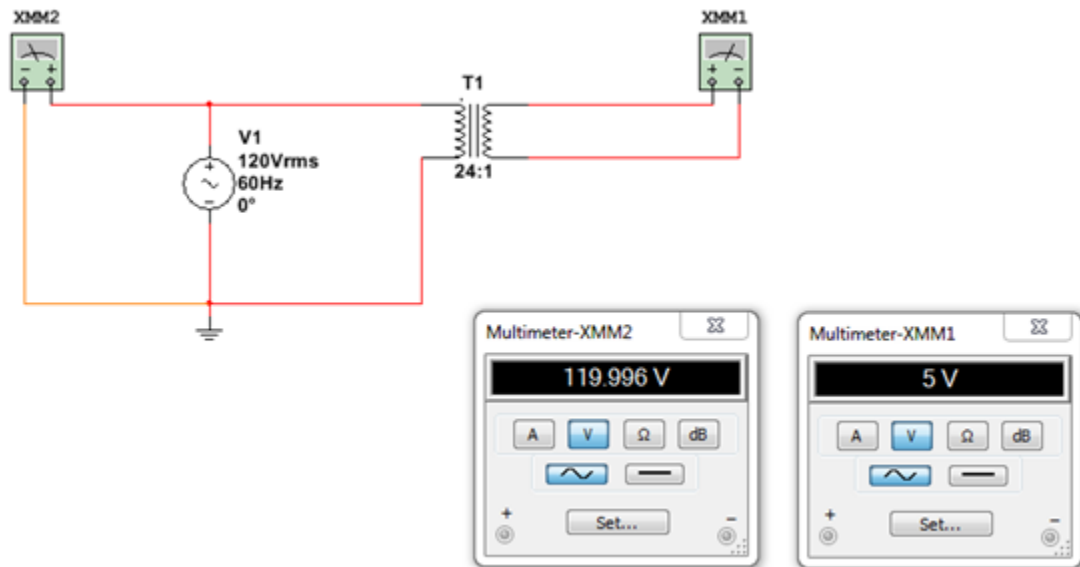 XMM2
XMM1
T1
V1
120Vrms
60Hz
0°
24:1
Multimeter-XMM2
119.996 V
A V Ω dB
+ Set... −
Multimeter-XMM1
5 V
A V Ω dB
+ Set... −